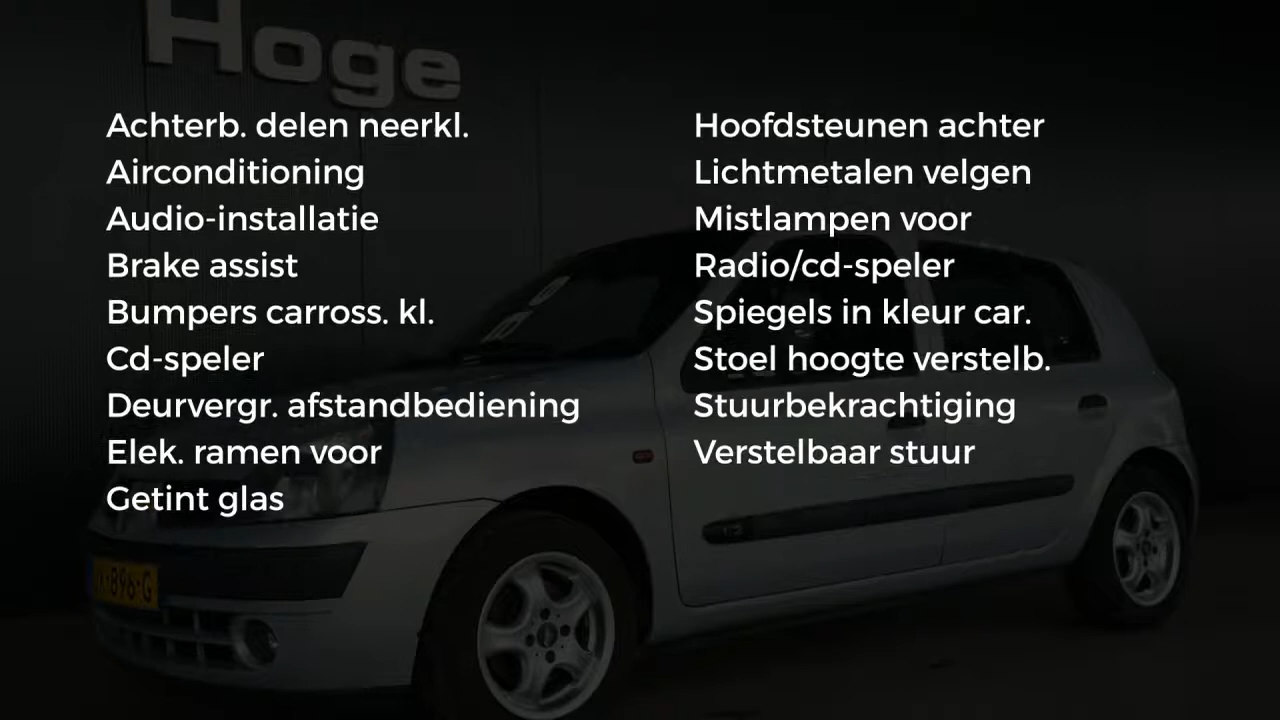 Hoge
Achterb. delen neerkl.
Airconditioning
Audio-installatie
Brake assist
Bumpers carross. kl.
Cd-speler
Deurvergr. afstandbediening
Elek. ramen voor
Getint glas
Hoofdsteunen achter
Lichtmetalen velgen
Mistlampen voor
Radio/cd-speler
Spiegels in kleur car.
Stoel hoogte verstelb.
Stuurbekrachtiging
Verstelbaar stuur